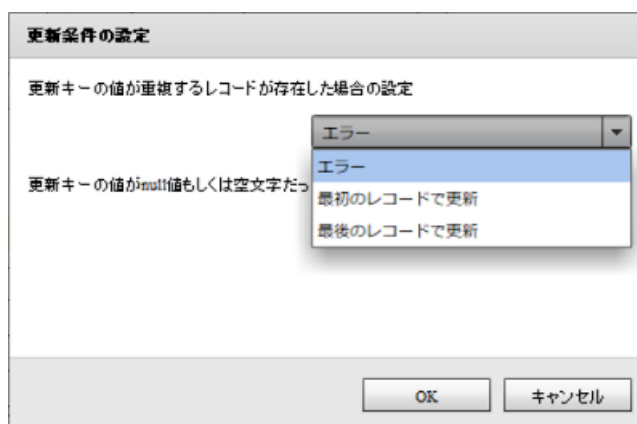 更新条件の設定
更新キーの値が重複するレコードが存在した場合の設定
エラー
エラー
最初のレコードで更新
最後のレコードで更新
更新キーの値がnull値もしくは空文字だっ
OK
キャンセル